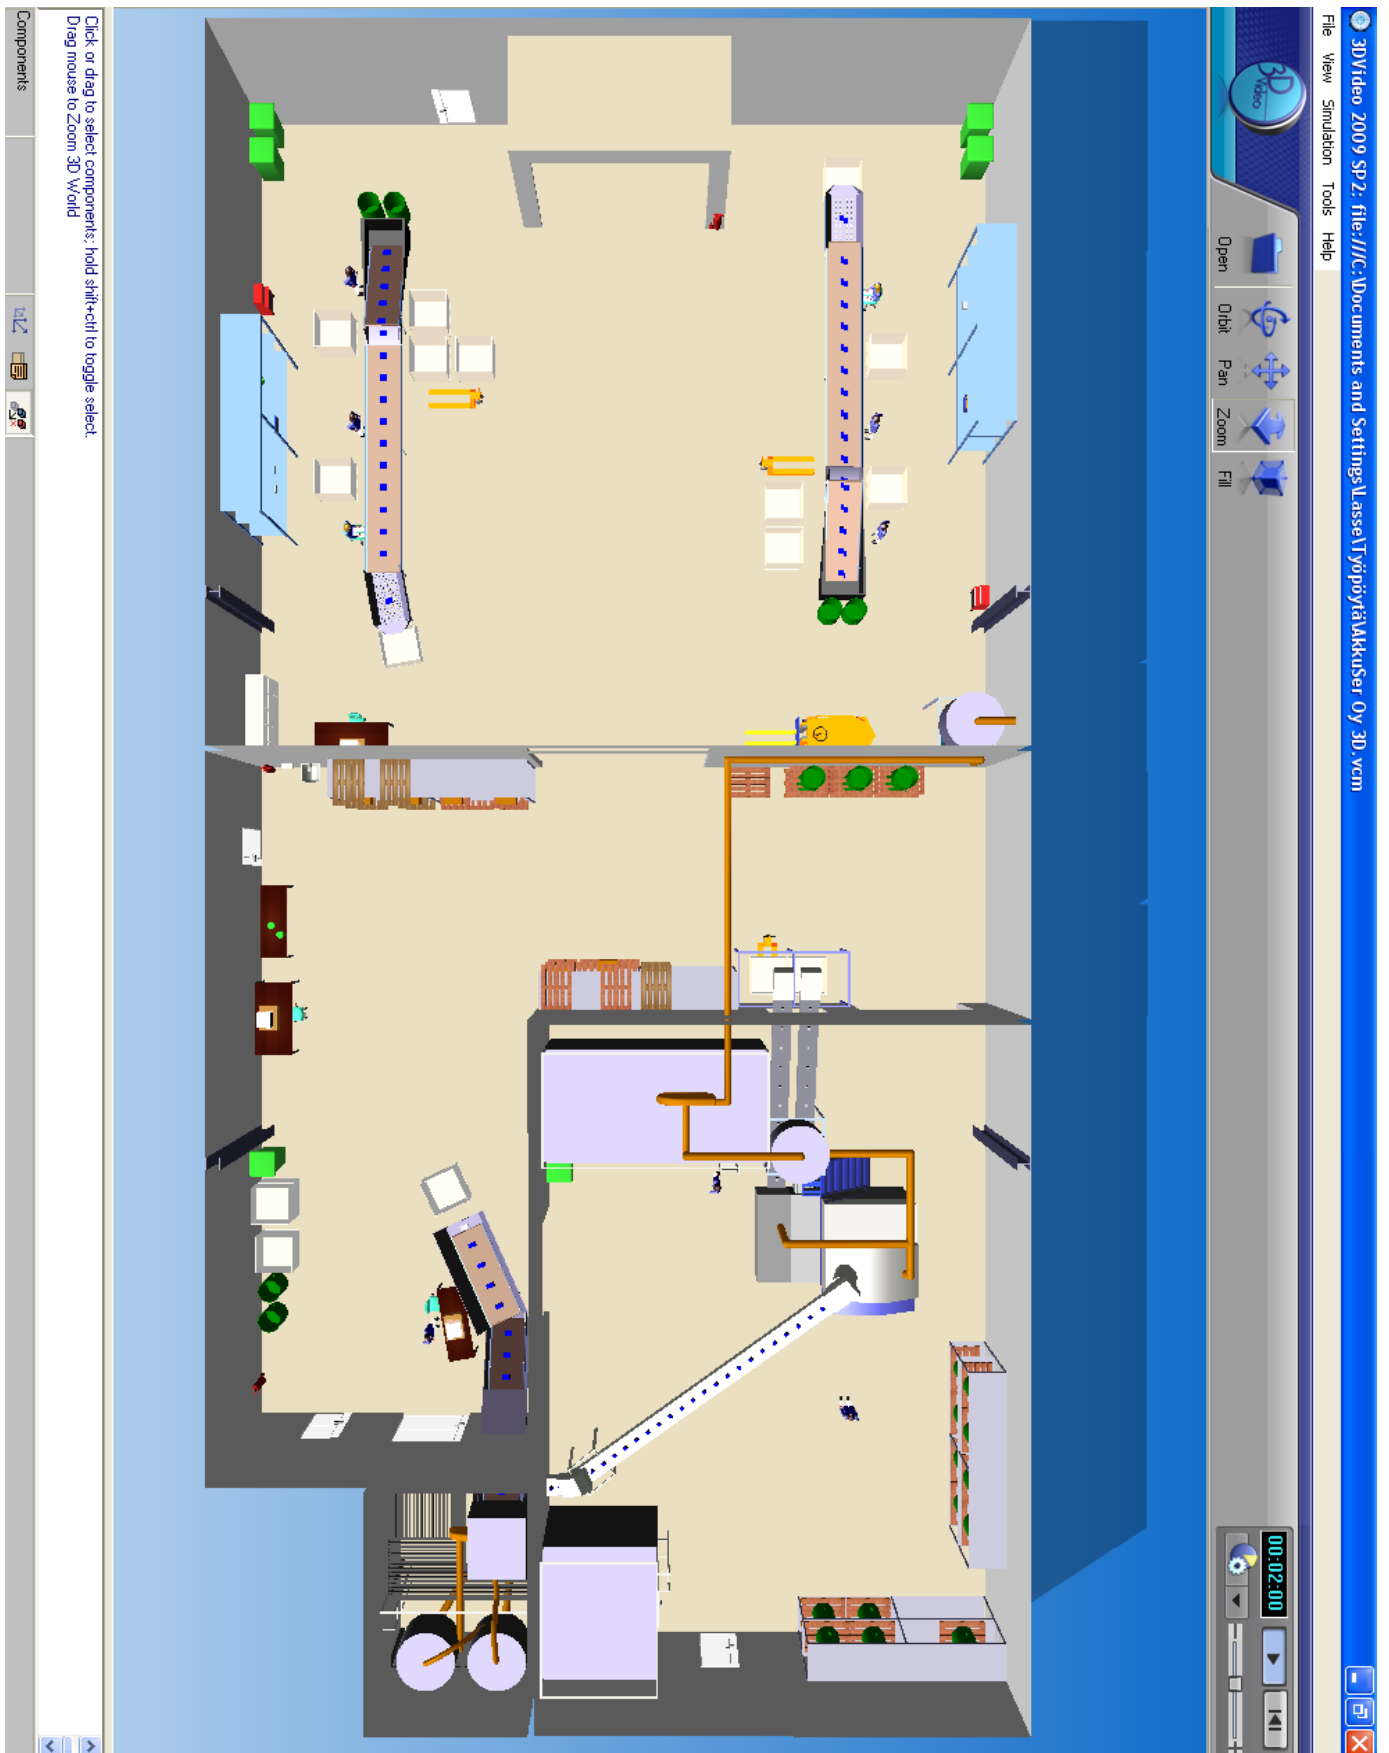 3DVideo 2009 SP2: file:///C:\Documents and Settings\Lasse\Työpöytä\AkkuSer Oy 3D.vcm
File View Simulation Tools Help
3D
Video
Open Orbit Pan Zoom Fill
00:02:00
Click or drag to select components; hold shift+ctrl to toggle select.
Drag mouse to Zoom 3D World
Components